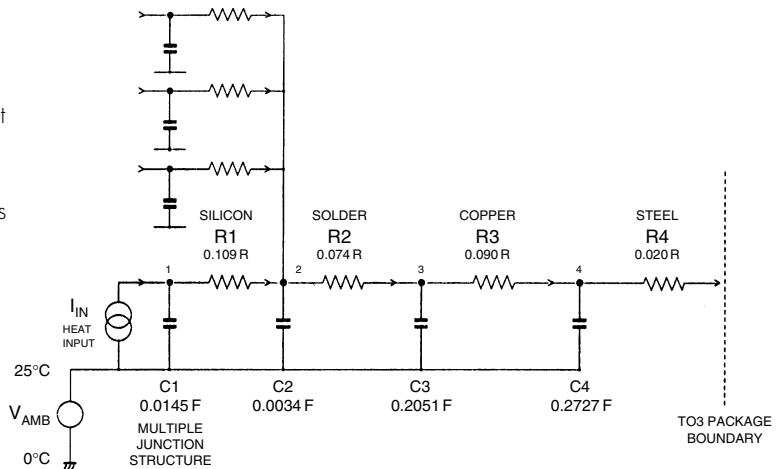 t
s
SILICON
R1
0.109 R
SOLDER
R2
0.074 R
COPPER
R3
0.090 R
STEEL
R4
0.020 R
1
2
3
4
I_IN
HEAT
INPUT
25°C
V_AMB
0°C
C1
0.0145 F
MULTIPLE
JUNCTION
STRUCTURE
C2
0.0034 F
C3
0.2051 F
C4
0.2727 F
TO3 PACKAGE
BOUNDARY